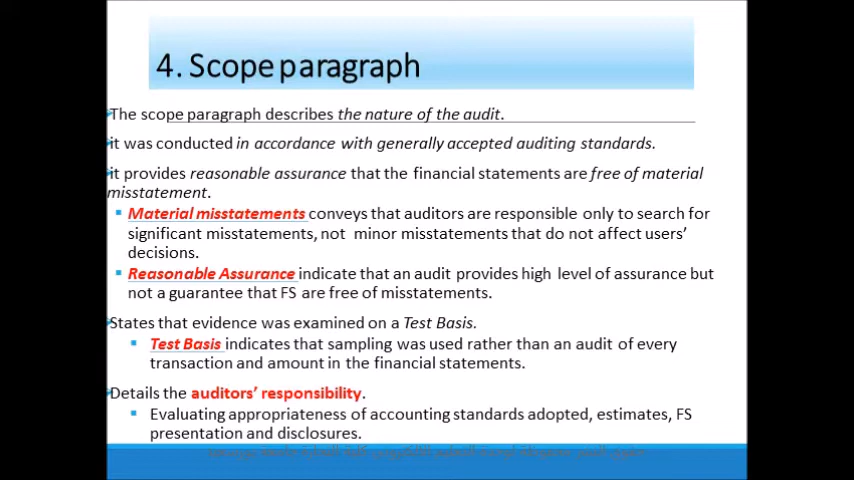 4. Scope paragraph
The scope paragraph describes the nature of the audit.
it was conducted in accordance with generally accepted auditing standards.
it provides reasonable assurance that the financial statements are free of material
misstatement.
Material misstatements conveys that auditors are responsible only to search for
significant misstatements, not minor misstatements that do not affect users'
decisions.
Reasonable Assurance indicate that an audit provides high level of assurance but
not a guarantee that FS are free of misstatements.
States that evidence was examined on a Test Basis.
Test Basis indicates that sampling was used rather than an audit of every
transaction and amount in the financial statements.
Details the auditors' responsibility.
Evaluating appropriateness of accounting standards adopted, estimates, FS
presentation and disclosures.